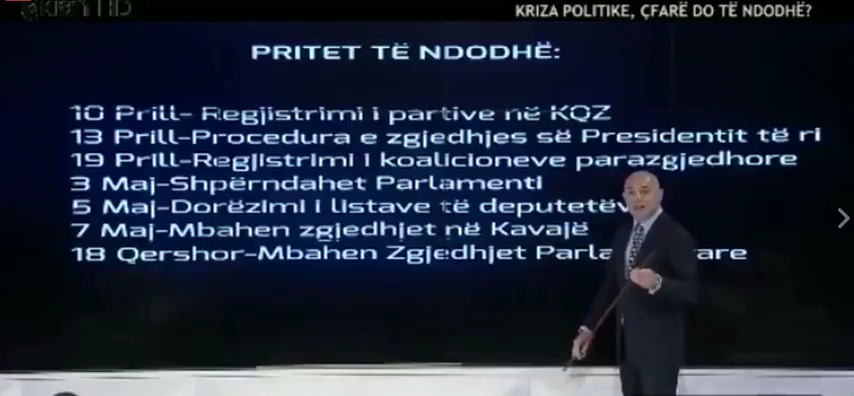 KRIZA POLITIKE, ÇFARË DO TË NDODHË?
PRITET TË NDODHË:
10 Prill- Regjistrimi i partive në KQZ
13 Prill-Procedura e zgjedhjes së Presidentit të ri
19 Prill-Regjistrimi i koalicioneve parazgjedhore
3 Maj-Shpërndahet Parlamenti
5 Maj-Dorëzimi i listave të
7 Maj-Mbahen zgjedhjet në Kavajë
18 Qershor-Mbahen Zgjedhjet